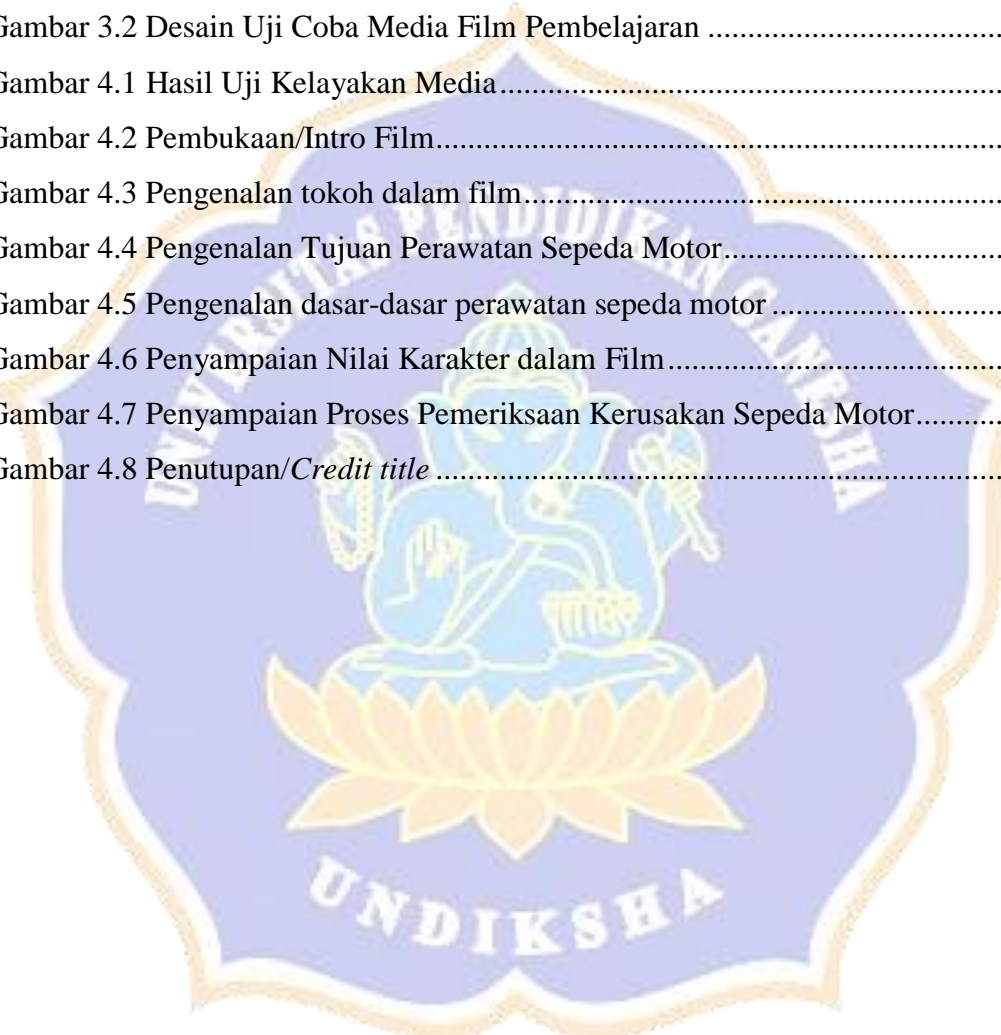 Gambar 3.2 Desain Uji Coba Media Film Pembelajaran ....................................
Gambar 4.1 Hasil Uji Kelayakan Media..............................................................
Gambar 4.2 Pembukaan/Intro Film.......................................................................
Gambar 4.3 Pengenalan tokoh dalam film...........................................................
Gambar 4.4 Pengenalan Tujuan Perawatan Sepeda Motor..................................
Gambar 4.5 Pengenalan dasar-dasar perawatan sepeda motor ............................
Gambar 4.6 Penyampaian Nilai Karakter dalam Film.........................................
Gambar 4.7 Penyampaian Proses Pemeriksaan Kerusakan Sepeda Motor...........
Gambar 4.8 Penutupan/Credit title.......................................................................
UNIVERSITAS PENDIDIKAN GANESHA
UNDIKSHA